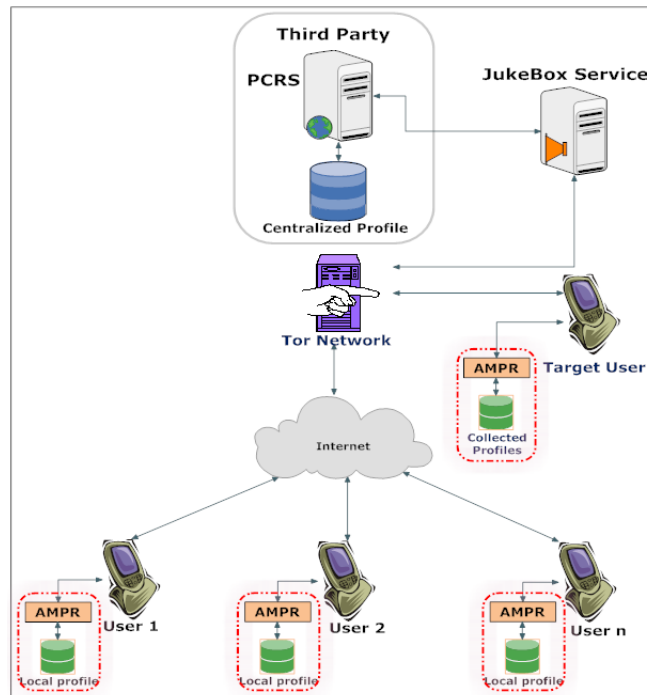 Third Party
PCRS
JukeBox Service
Centralized Profile
Tor Network
AMPR
Target User
Collected
Profiles
Internet
AMPR
User 1
Local profile
AMPR
User 2
Local profile
AMPR
User n
Local profile